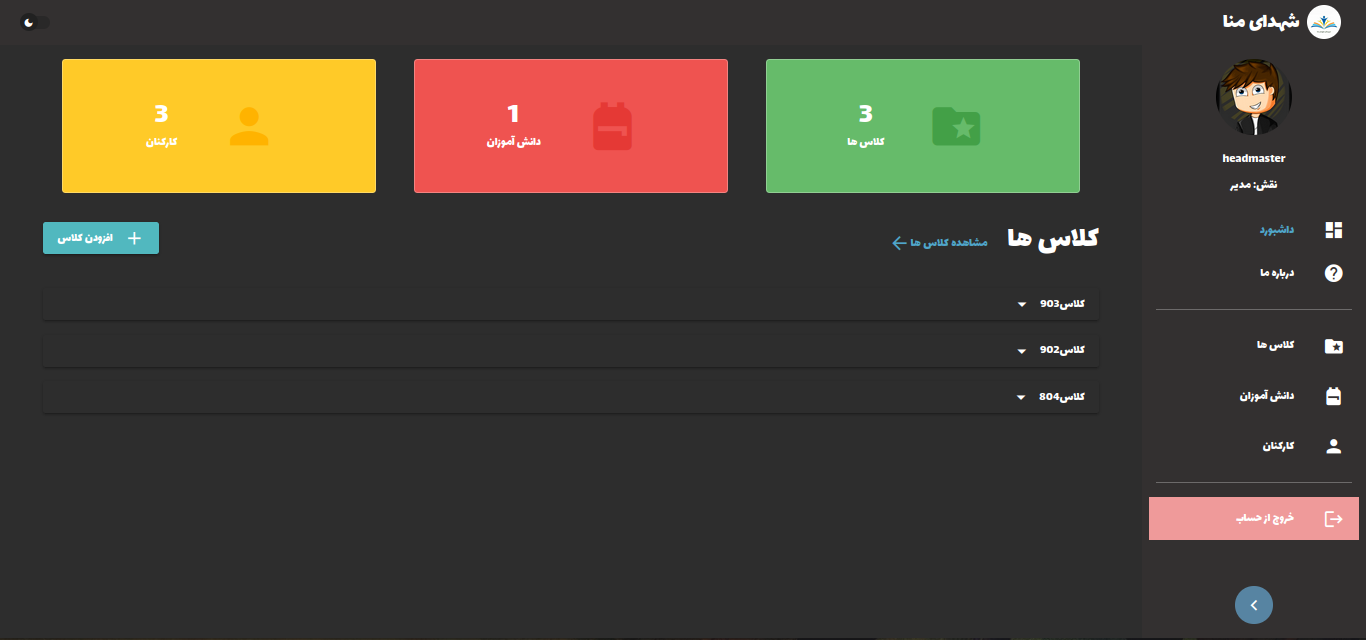 شهدای منا
headmaster
نقش: مدیر
داشبورد
درباره ما
کلاس ها
دانش آموزان
کارکنان
خروج از حساب
3
کلاس ها
1
دانش آموزان
3
کارکنان
کلاس ها
مشاهده کلاس ها
افزودن کلاس
کلاس903
کلاس902
کلاس804